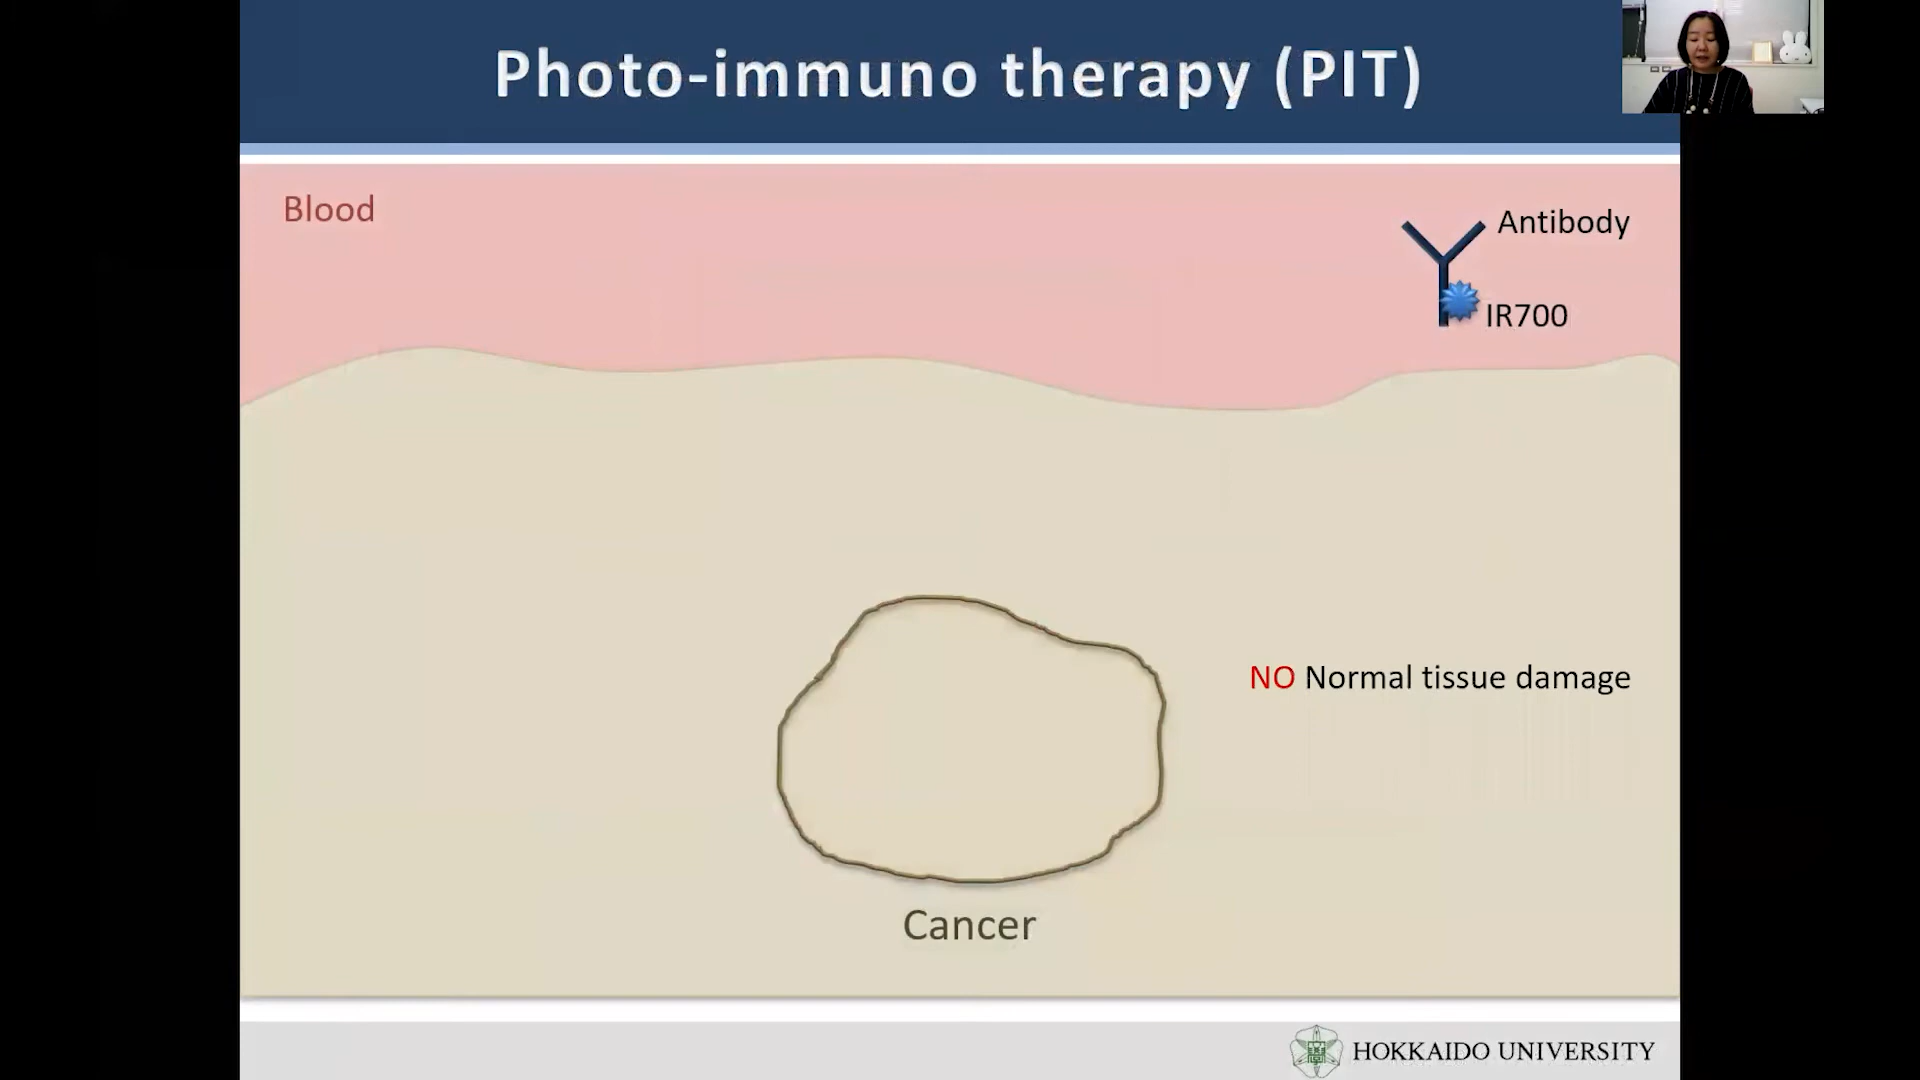 Photo-immuno therapy (PIT)
Blood
Antibody
IR700
NO Normal tissue damage
Cancer
HOKKAIDO UNIVERSITY